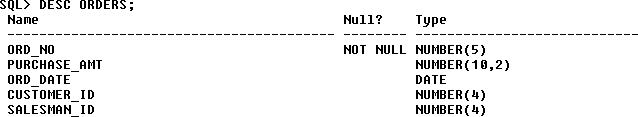 SQL> DESC ORDERS;
Name Null? Type
----------------------------------------- -------- ----------------------------
ORD_NO NOT NULL NUMBER(5)
PURCHASE_AMT NUMBER(10,2)
ORD_DATE DATE
CUSTOMER_ID NUMBER(4)
SALESMAN_ID NUMBER(4)